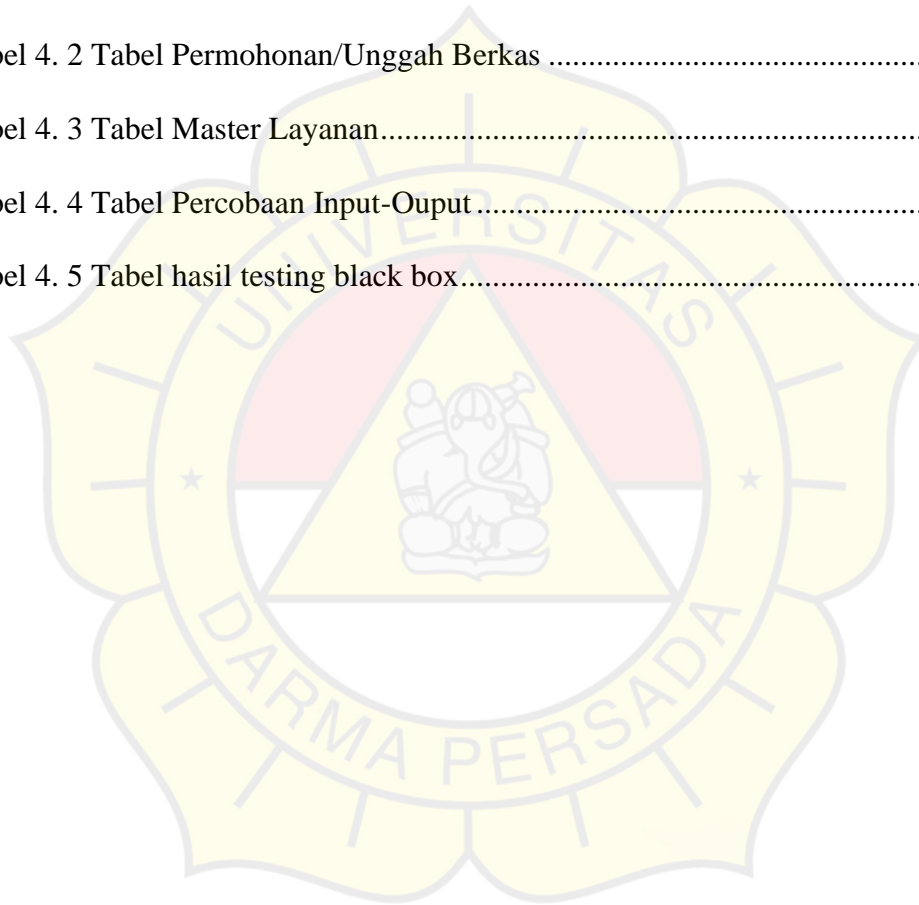 bel 4. 2 Tabel Permohonan/Unggah Berkas ...............................................
bel 4. 3 Tabel Master Layanan....................................................................
bel 4. 4 Tabel Percobaan Input-Ouput ........................................................
bel 4. 5 Tabel hasil testing black box..........................................................
UNIVERSITAS
DARMA PERSADA